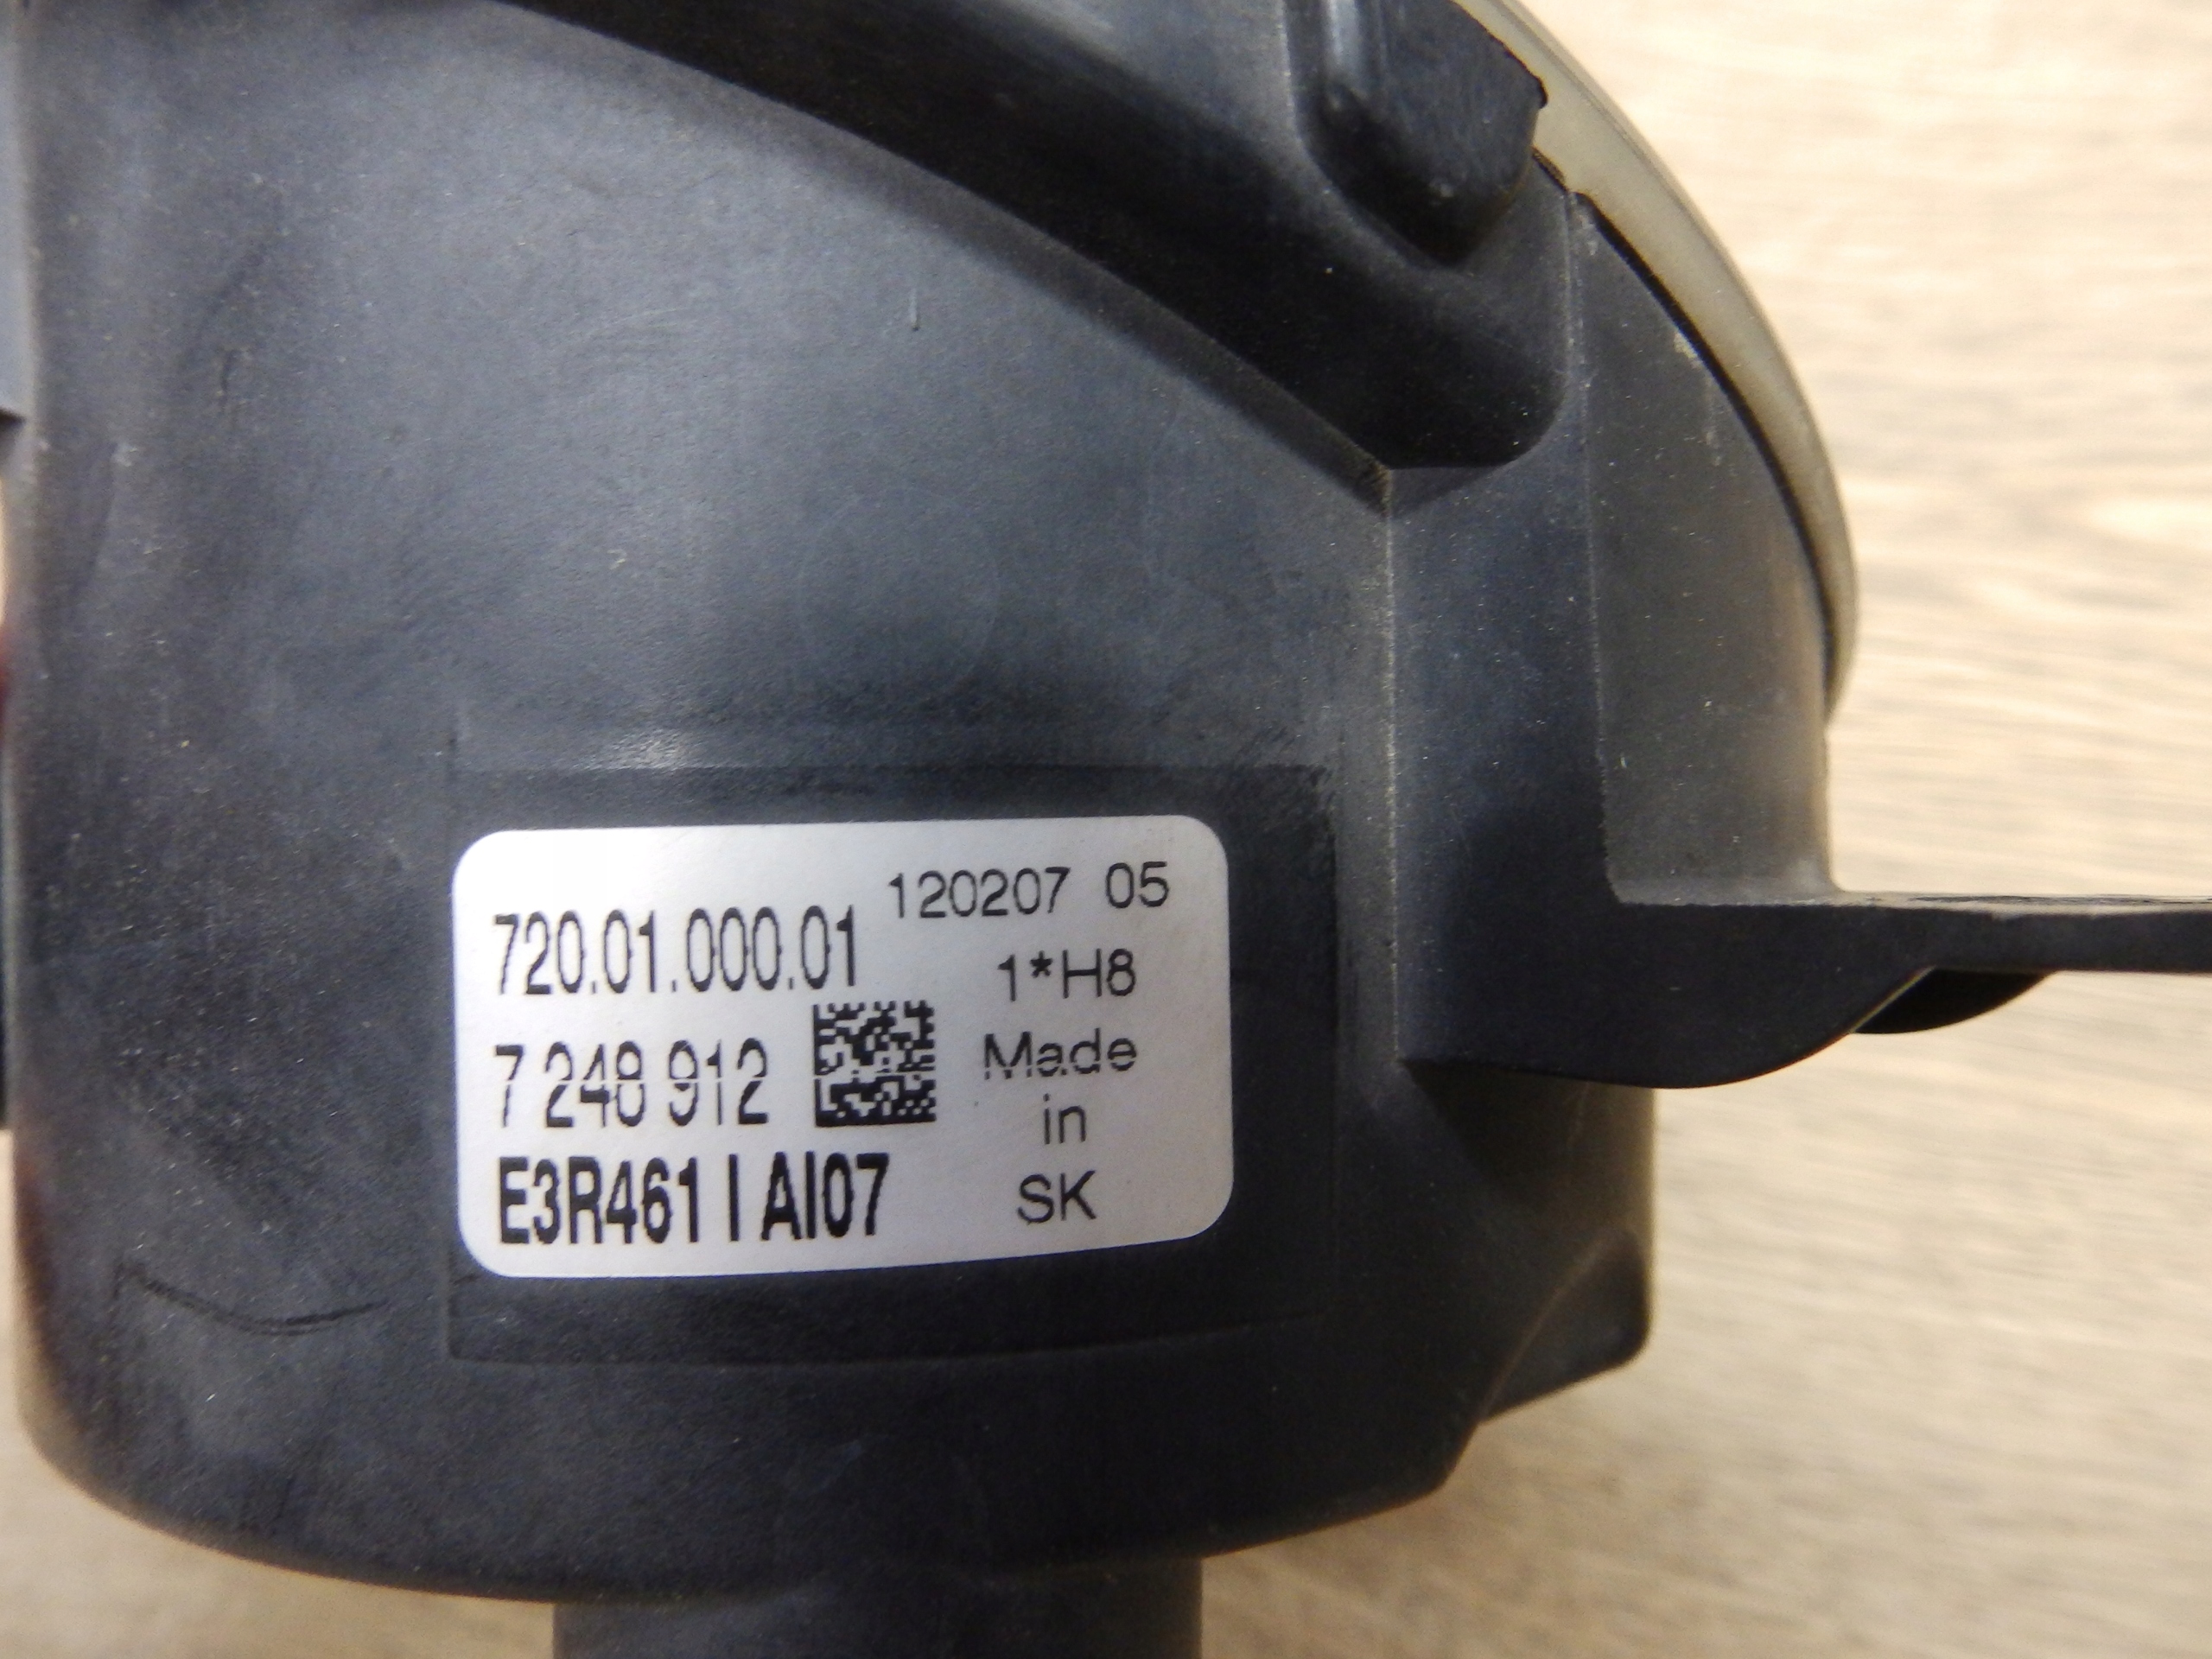 720.01.000.01
7 248 912
E3R461 I AI07
120207 05
1*H8
Made
in
SK